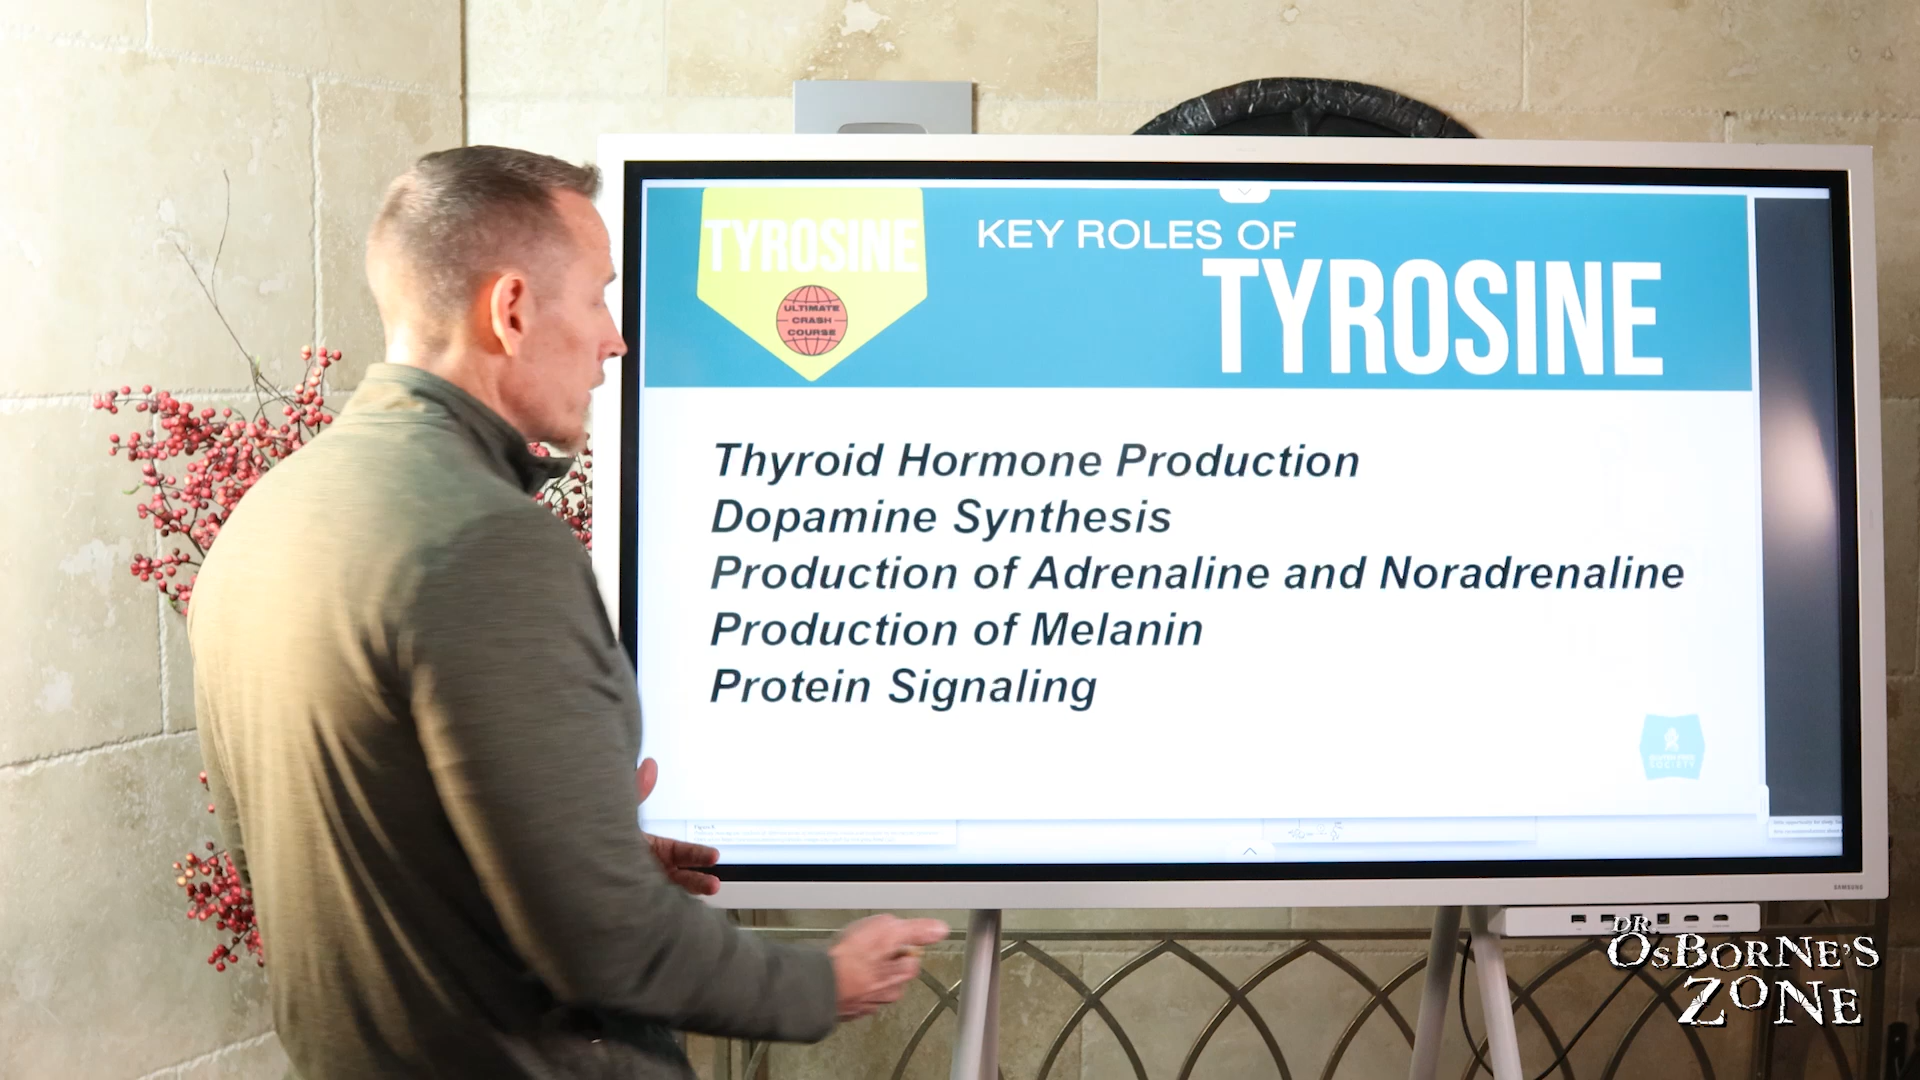 TYROSINE
ULTIMATE
CRASH
COURSE
KEY ROLES OF
TYROSINE
Thyroid Hormone Production
Dopamine Synthesis
Production of Adrenaline and Noradrenaline
Production of Melanin
Protein Signaling
SOCIETY
SAMSUNG
DR.
OSBORNE'S
ZONE